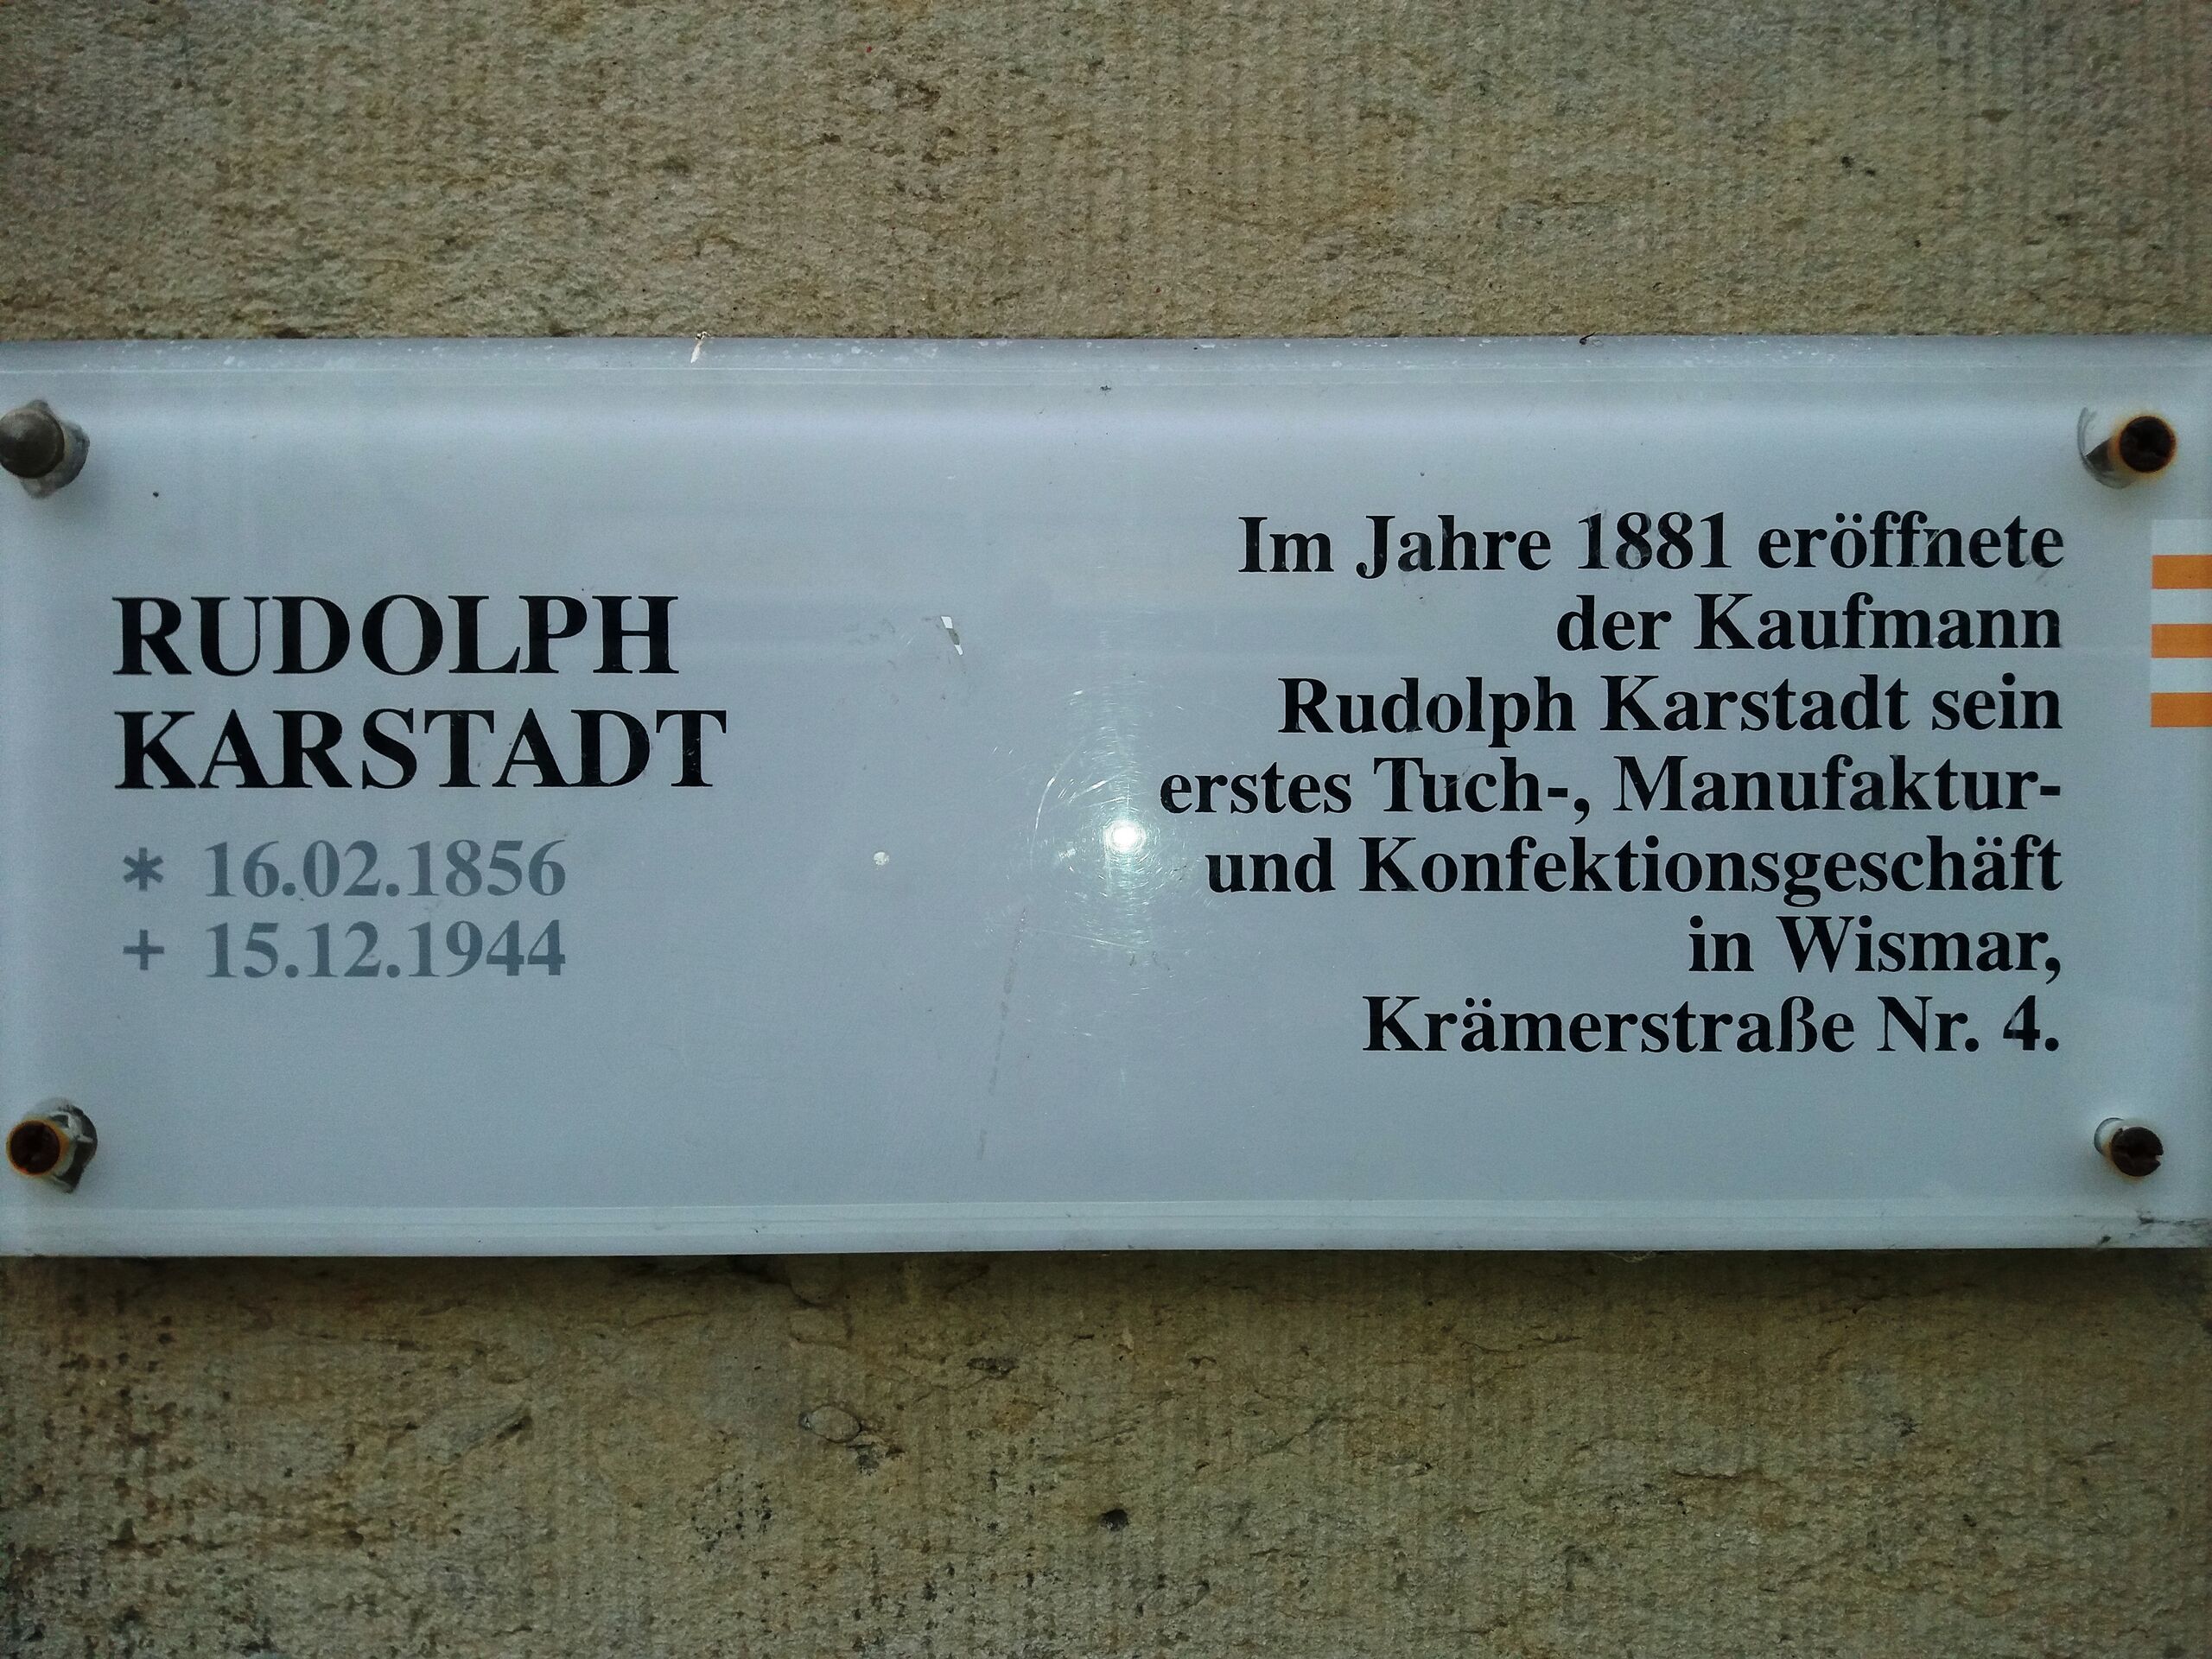 RUDOLPH
KARSTADT
* 16.02.1856
+ 15.12.1944
Im Jahre 1881 eröffnete
der Kaufmann
Rudolph Karstadt sein
erstes Tuch-, Manufaktur-
und Konfektionsgeschäft
in Wismar,
Krämerstraße Nr. 4.